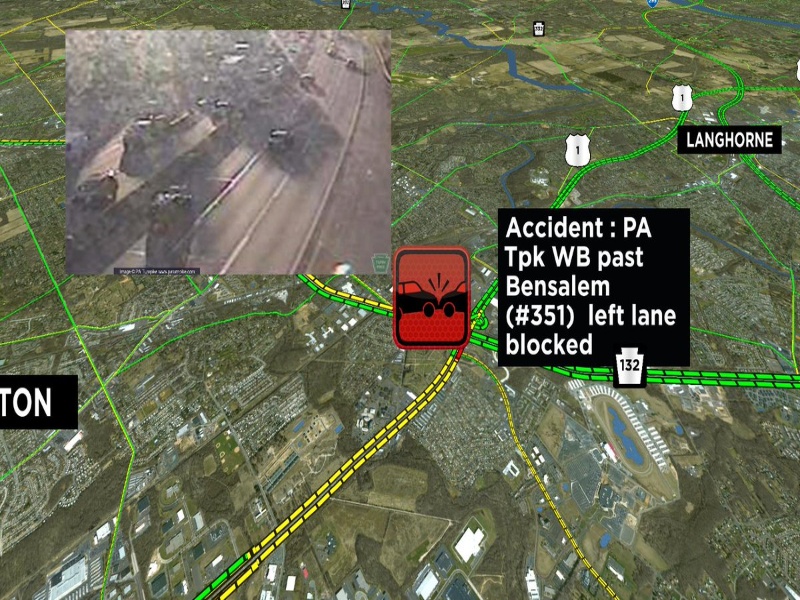 1
1
LANGHORNE
Accident : PA
Tpk WB past
Bensalem
(#351) left lane
blocked
132
TON